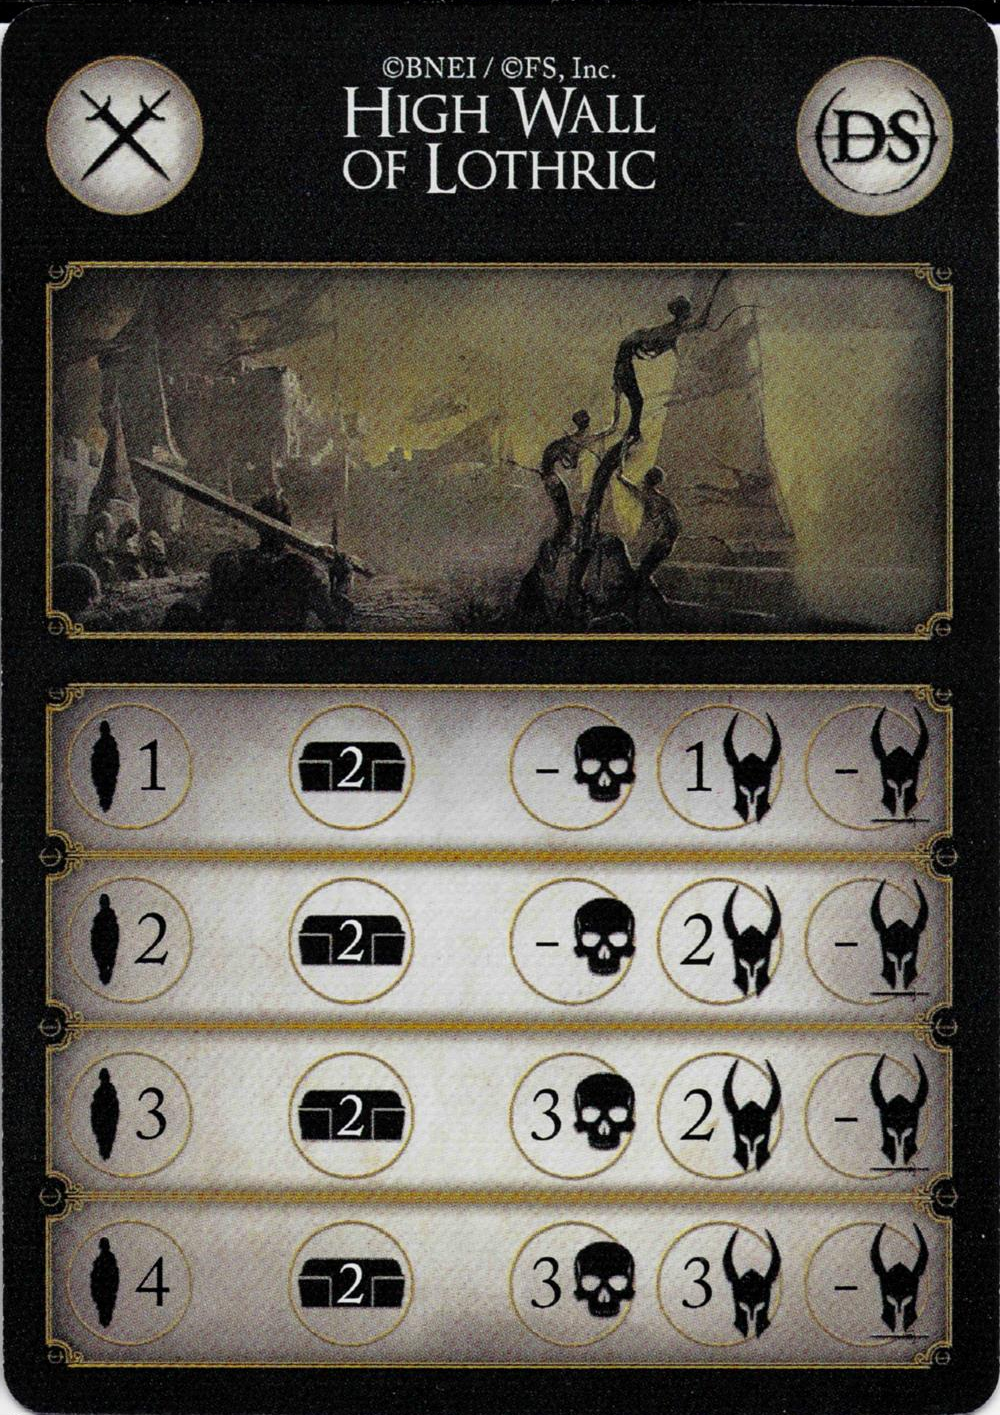 ©BNEI / ©FS, Inc.
HIGH WALL
OF LOTHRIC
DS
1 2 - 1 -
2 2 - 2 -
3 2 3 2 -
4 2 3 3 -